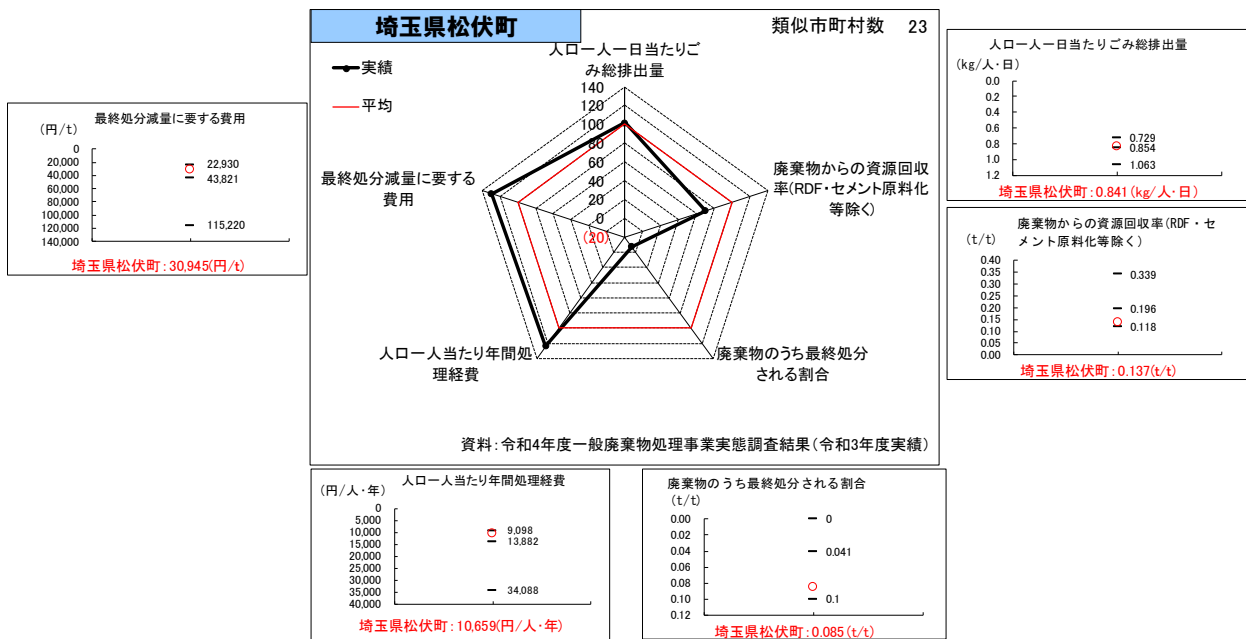 埼玉県松伏町
類似市町村数 23
実績
平均
人口一人一日当たりご
み総排出量
廃棄物からの資源回収
率(RDF・セメント原料化
等除く)
廃棄物のうち最終処分
される割合
人口一人当たり年間処
理経費
最終処分減量に要する
費用
140
120
100
80
60
40
20
0
(20)
資料:令和4年度一般廃棄物処理事業実態調査結果(令和3年度実績)
最終処分減量に要する費用
(円/t)
0
20,000
40,000
60,000
80,000
100,000
120,000
140,000
22,930
43,821
115,220
埼玉県松伏町:30,945(円/t)
人口一人一日当たりごみ総排出量
(kg/人・日)
0.0
0.2
0.4
0.6
0.8
1.0
1.2
0.729
0.854
1.063
埼玉県松伏町:0.841(kg/人・日)
廃棄物からの資源回収率(RDF・セ
メント原料化等除く)
(t/t)
0.40
0.35
0.30
0.25
0.20
0.15
0.10
0.05
0.00
0.339
0.196
0.118
埼玉県松伏町:0.137(t/t)
人口一人当たり年間処理経費
(円/人・年)
0
5,000
10,000
15,000
20,000
25,000
30,000
35,000
40,000
9,098
13,882
34,088
埼玉県松伏町:10,659(円/人・年)
廃棄物のうち最終処分される割合
(t/t)
0.00
0.02
0.04
0.06
0.08
0.10
0.12
0
0.041
0.1
埼玉県松伏町:0.085(t/t)